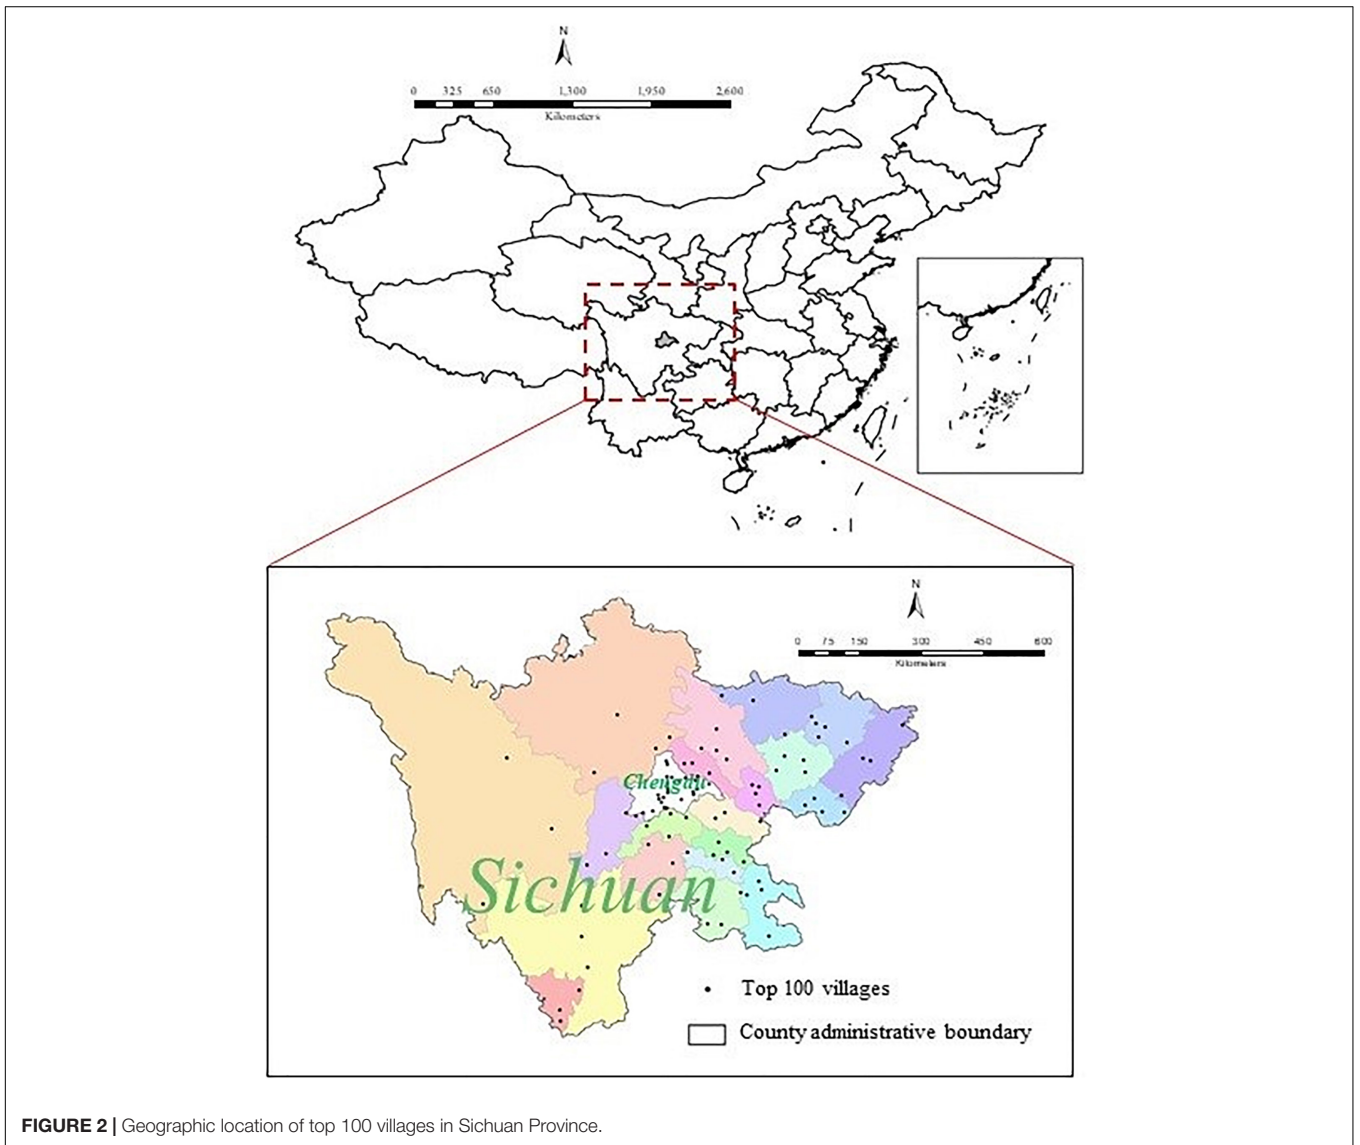 N
0 325 650 1,300 1,950 2,600
Kilometers
N
0 75 150 300 450 600
Kilometers
Chengdu
Sichuan
Top 100 villages
County administrative boundary
FIGURE 2 | Geographic location of top 100 villages in Sichuan Province.